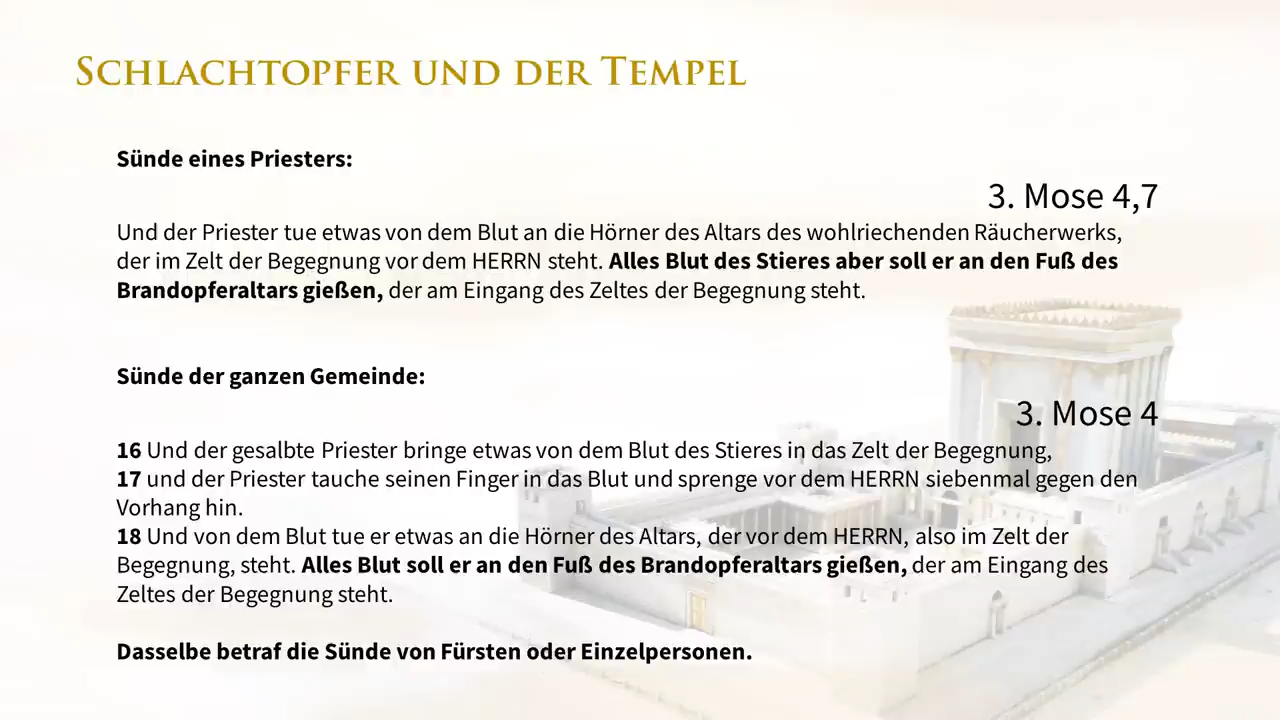 Schlachtopfer und der Tempel
Sünde eines Priesters:
3. Mose 4,7
Und der Priester tue etwas von dem Blut an die Hörner des Altars des wohlriechenden Räucherwerks,
der im Zelt der Begegnung vor dem HERRN steht. Alles Blut des Stieres aber soll er an den Fuß des
Brandopferaltars gießen, der am Eingang des Zeltes der Begegnung steht.
Sünde der ganzen Gemeinde:
3. Mose 4
16 Und der gesalbte Priester bringe etwas von dem Blut des Stieres in das Zelt der Begegnung,
17 und der Priester tauche seinen Finger in das Blut und sprenge vor dem HERRN siebenmal gegen den
Vorhang hin.
18 Und von dem Blut tue er etwas an die Hörner des Altars, der vor dem HERRN, also im Zelt der
Begegnung, steht. Alles Blut soll er an den Fuß des Brandopferaltars gießen, der am Eingang des
Zeltes der Begegnung steht.
Dasselbe betraf die Sünde von Fürsten oder Einzelpersonen.